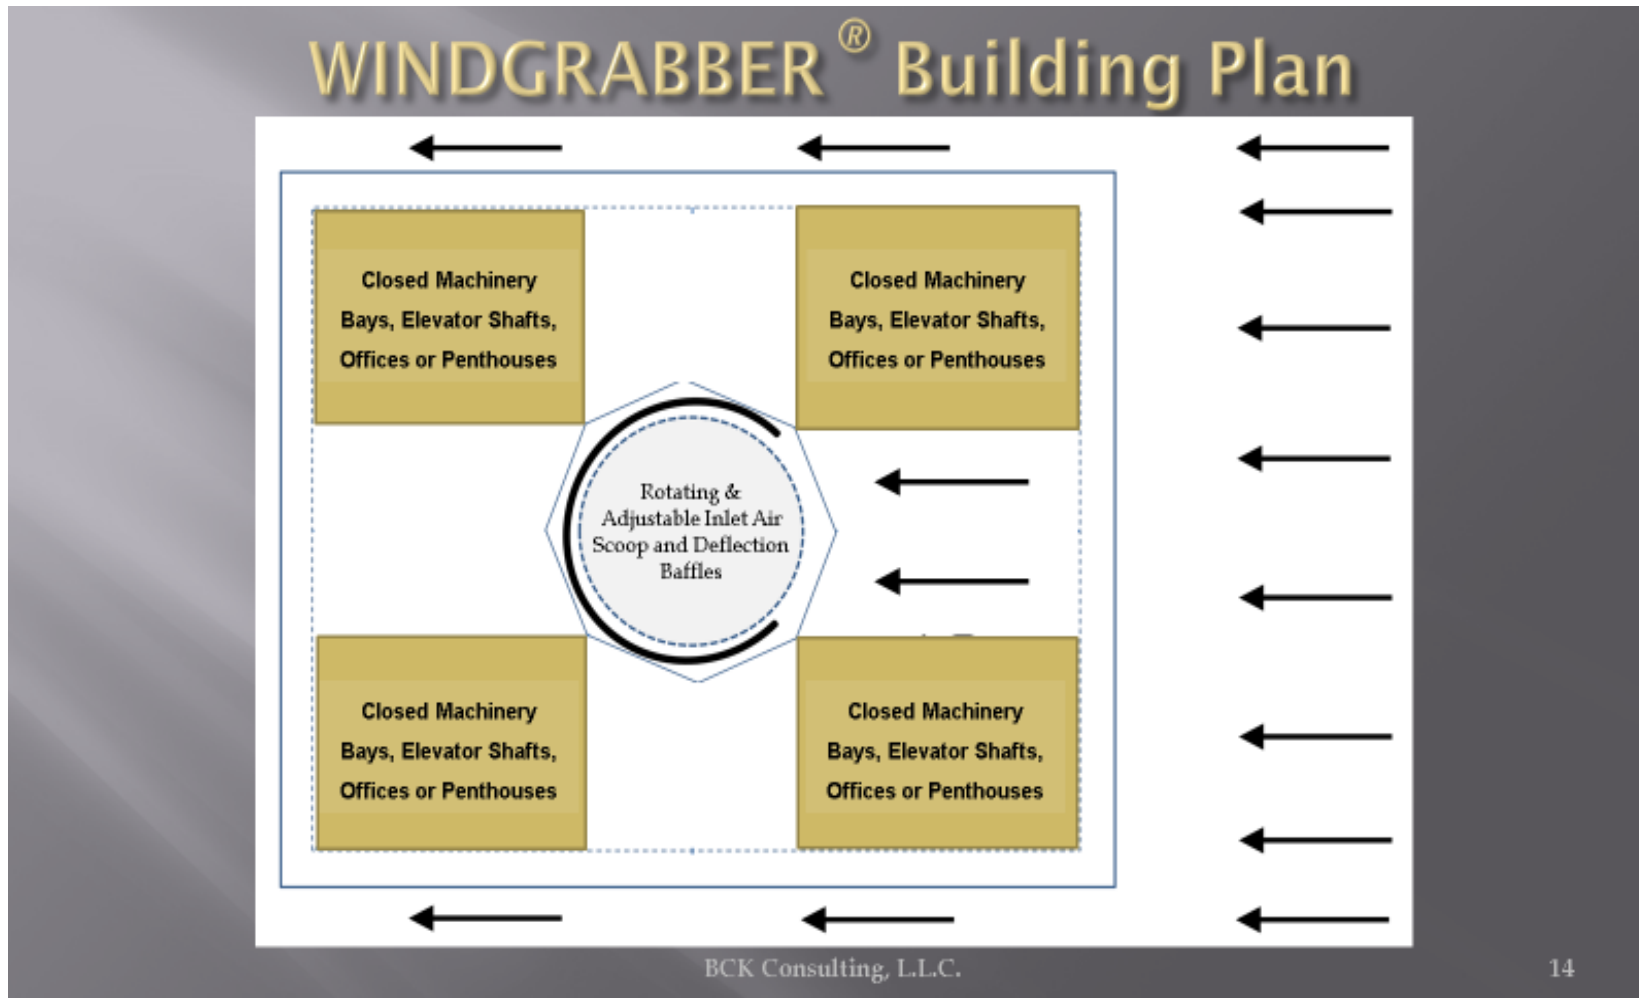 WINDGRABBER® Building Plan
Closed Machinery
Bays, Elevator Shafts,
Offices or Penthouses
Closed Machinery
Bays, Elevator Shafts,
Offices or Penthouses
Rotating &
Adjustable Inlet Air
Scoop and Deflection
Baffles
Closed Machinery
Bays, Elevator Shafts,
Offices or Penthouses
Closed Machinery
Bays, Elevator Shafts,
Offices or Penthouses
BCK Consulting, L.L.C.
14